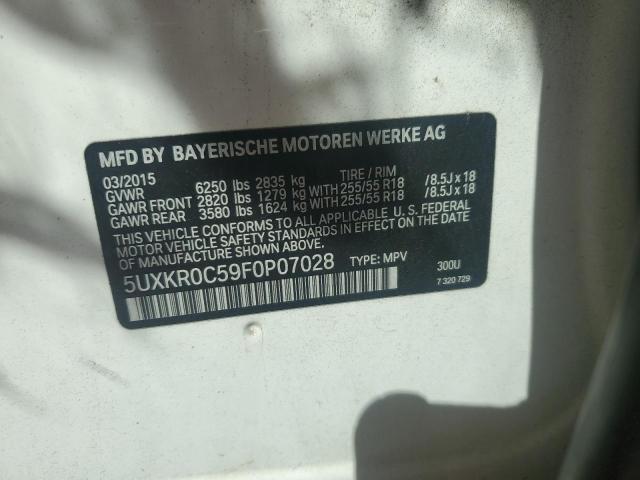 MFD BY BAYERISCHE MOTOREN WERKE AG
03/2015 TIRE / RIM
GVWR 6250 lbs 2835 kg
GAWR FRONT 2820 lbs 1279 kg WITH 255/55 R18 /8.5J x 18
GAWR REAR 3580 lbs 1624 kg WITH 255/55 R18 /8.5J x 18
THIS VEHICLE CONFORMS TO ALL APPLICABLE U. S. FEDERAL
MOTOR VEHICLE SAFETY STANDARDS IN EFFECT ON THE DATE
OF MANUFACTURE SHOWN ABOVE.
5UXKR0C59F0P07028 TYPE: MPV 300U
7 320 729